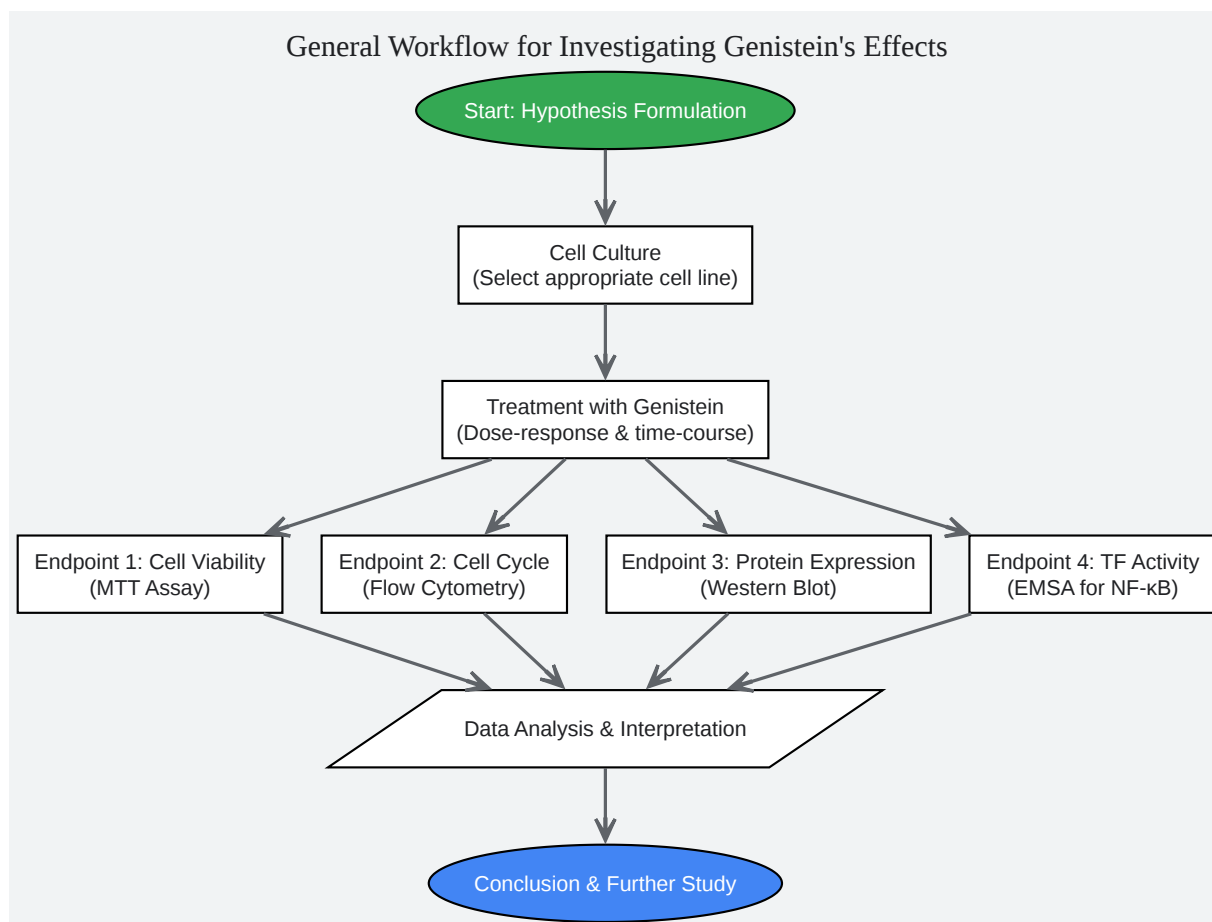 General Workflow for Investigating Genistein's Effects
Start: Hypothesis Formulation
Cell Culture
(Select appropriate cell line)
Treatment with Genistein
(Dose-response & time-course)
Endpoint 1: Cell Viability
(MTT Assay)
Endpoint 2: Cell Cycle
(Flow Cytometry)
Endpoint 3: Protein Expression
(Western Blot)
Endpoint 4: TF Activity
(EMSA for NF-κB)
Data Analysis & Interpretation
Conclusion & Further Study